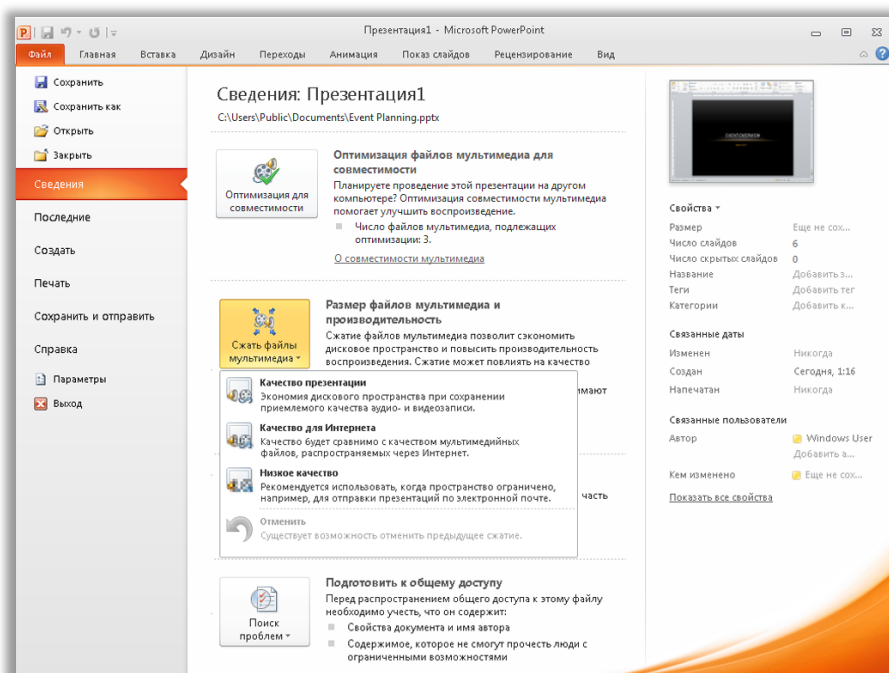 Презентация1 - Microsoft PowerPoint
Файл Главная Вставка Дизайн Переходы Анимация Показ слайдов Рецензирование Вид
Сохранить
Сохранить как
Открыть
Закрыть
Сведения
Последние
Создать
Печать
Сохранить и отправить
Справка
Параметры
Выход
Сведения: Презентация1
C:\Users\Public\Documents\Event Planning.pptx
Оптимизация для
совместимости
Оптимизация файлов мультимедиа для
совместимости
Планируете проведение этой презентации на другом
компьютере? Оптимизация совместимости мультимедиа
помогает улучшить воспроизведение.
Число файлов мультимедиа, подлежащих
оптимизации: 3.
О совместимости мультимедиа
Сжать файлы
мультимедиа
Размер файлов мультимедиа и
производительность
Сжатие файлов мультимедиа позволит сэкономить
дисковое пространство и повысить производительность
воспроизведения. Сжатие может повлиять на качество
имают
Качество презентации
Экономия дискового пространства при сохранении
приемлемого качества аудио- и видеозаписи.
Качество для Интернета
Качество будет сравнимо с качеством мультимедийных
файлов, распространяемых через Интернет.
Низкое качество
Рекомендуется использовать, когда пространство ограничено,
например, для отправки презентаций по электронной почте.
часть
Отменить
Существует возможность отменить предыдущее сжатие.
Поиск
проблем
Подготовить к общему доступу
Перед распространением общего доступа к этому файлу
необходимо учесть, что он содержит:
Свойства документа и имя автора
Содержимое, которое не смогут прочесть люди с
ограниченными возможностями
Свойства
Размер Еще не сох...
Число слайдов 6
Число скрытых слайдов 0
Название Добавить з...
Теги Добавить тег
Категории Добавить к...
Связанные даты
Изменен Никогда
Создан Сегодня, 1:16
Напечатан Никогда
Связанные пользователи
Автор Windows User
Добавить а...
Кем изменено Еще не сох...
Показать все свойства